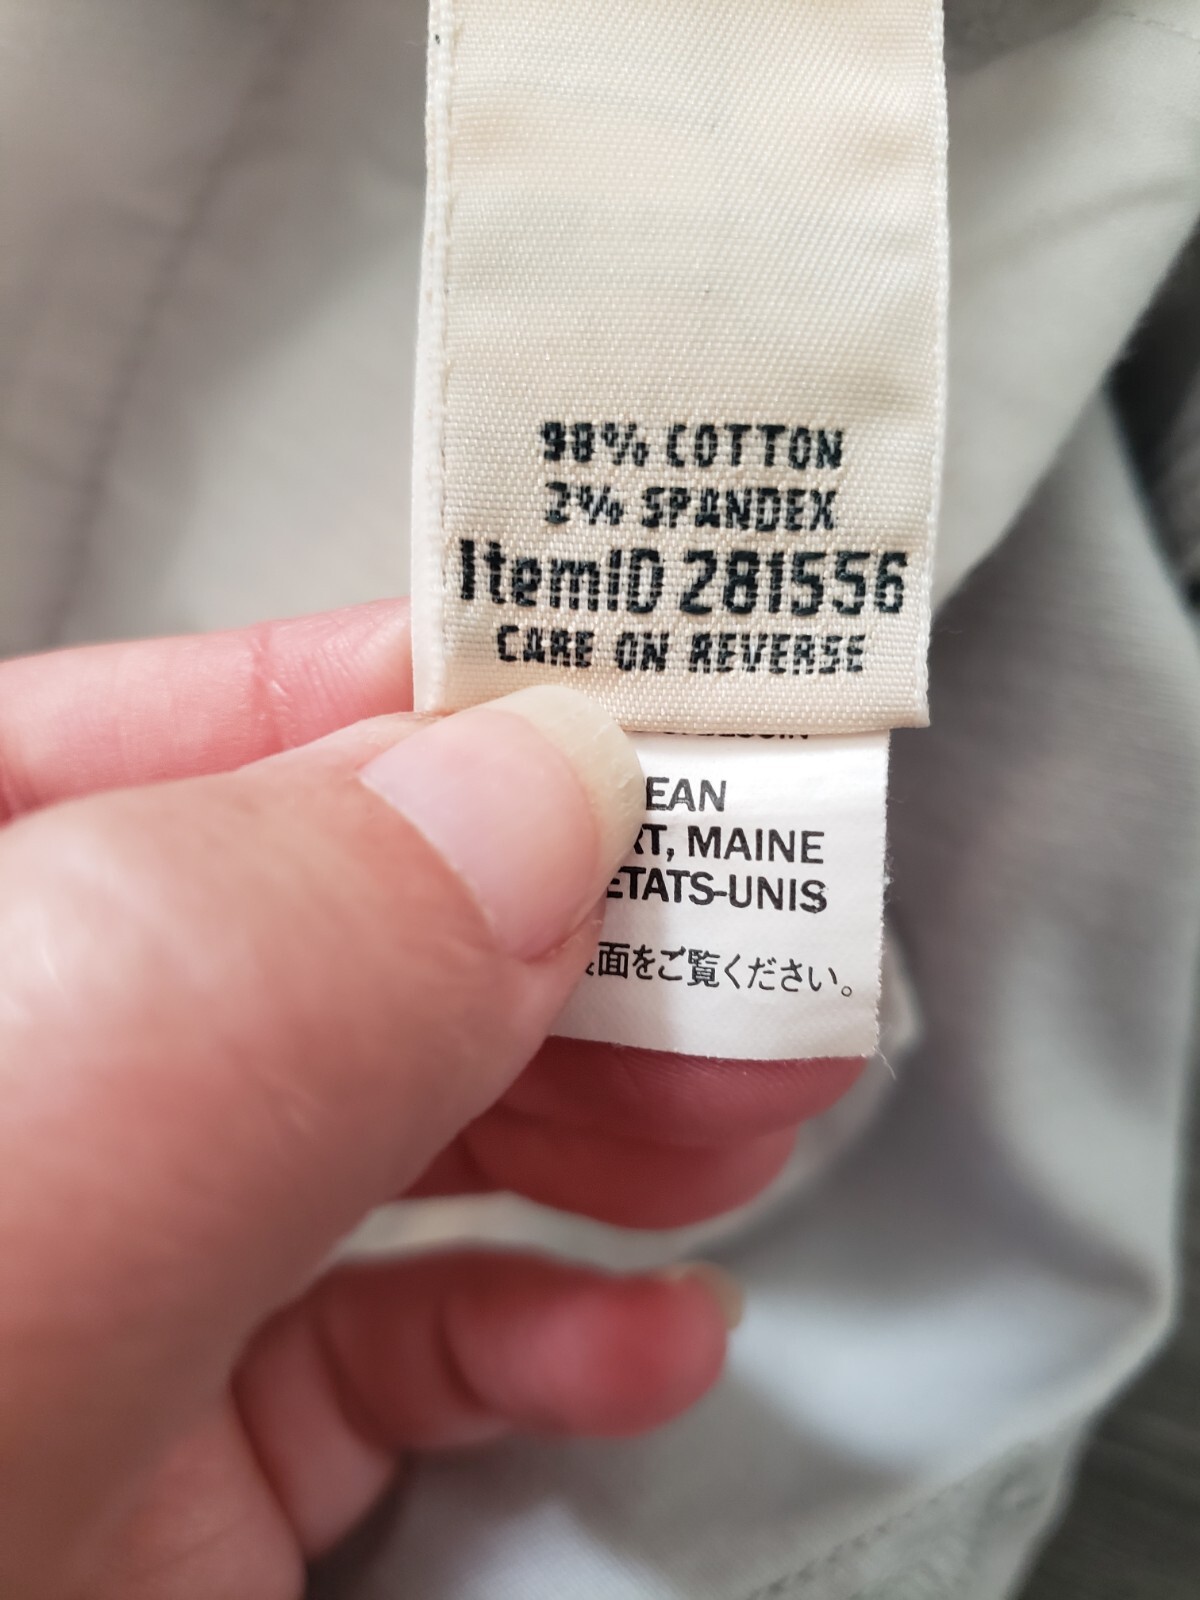 98% COTTON
2% SPANDEX
ItemID 281556
CARE ON REVERSE
EAN
RT, MAINE
ETATS-UNIS
面をご覧ください。